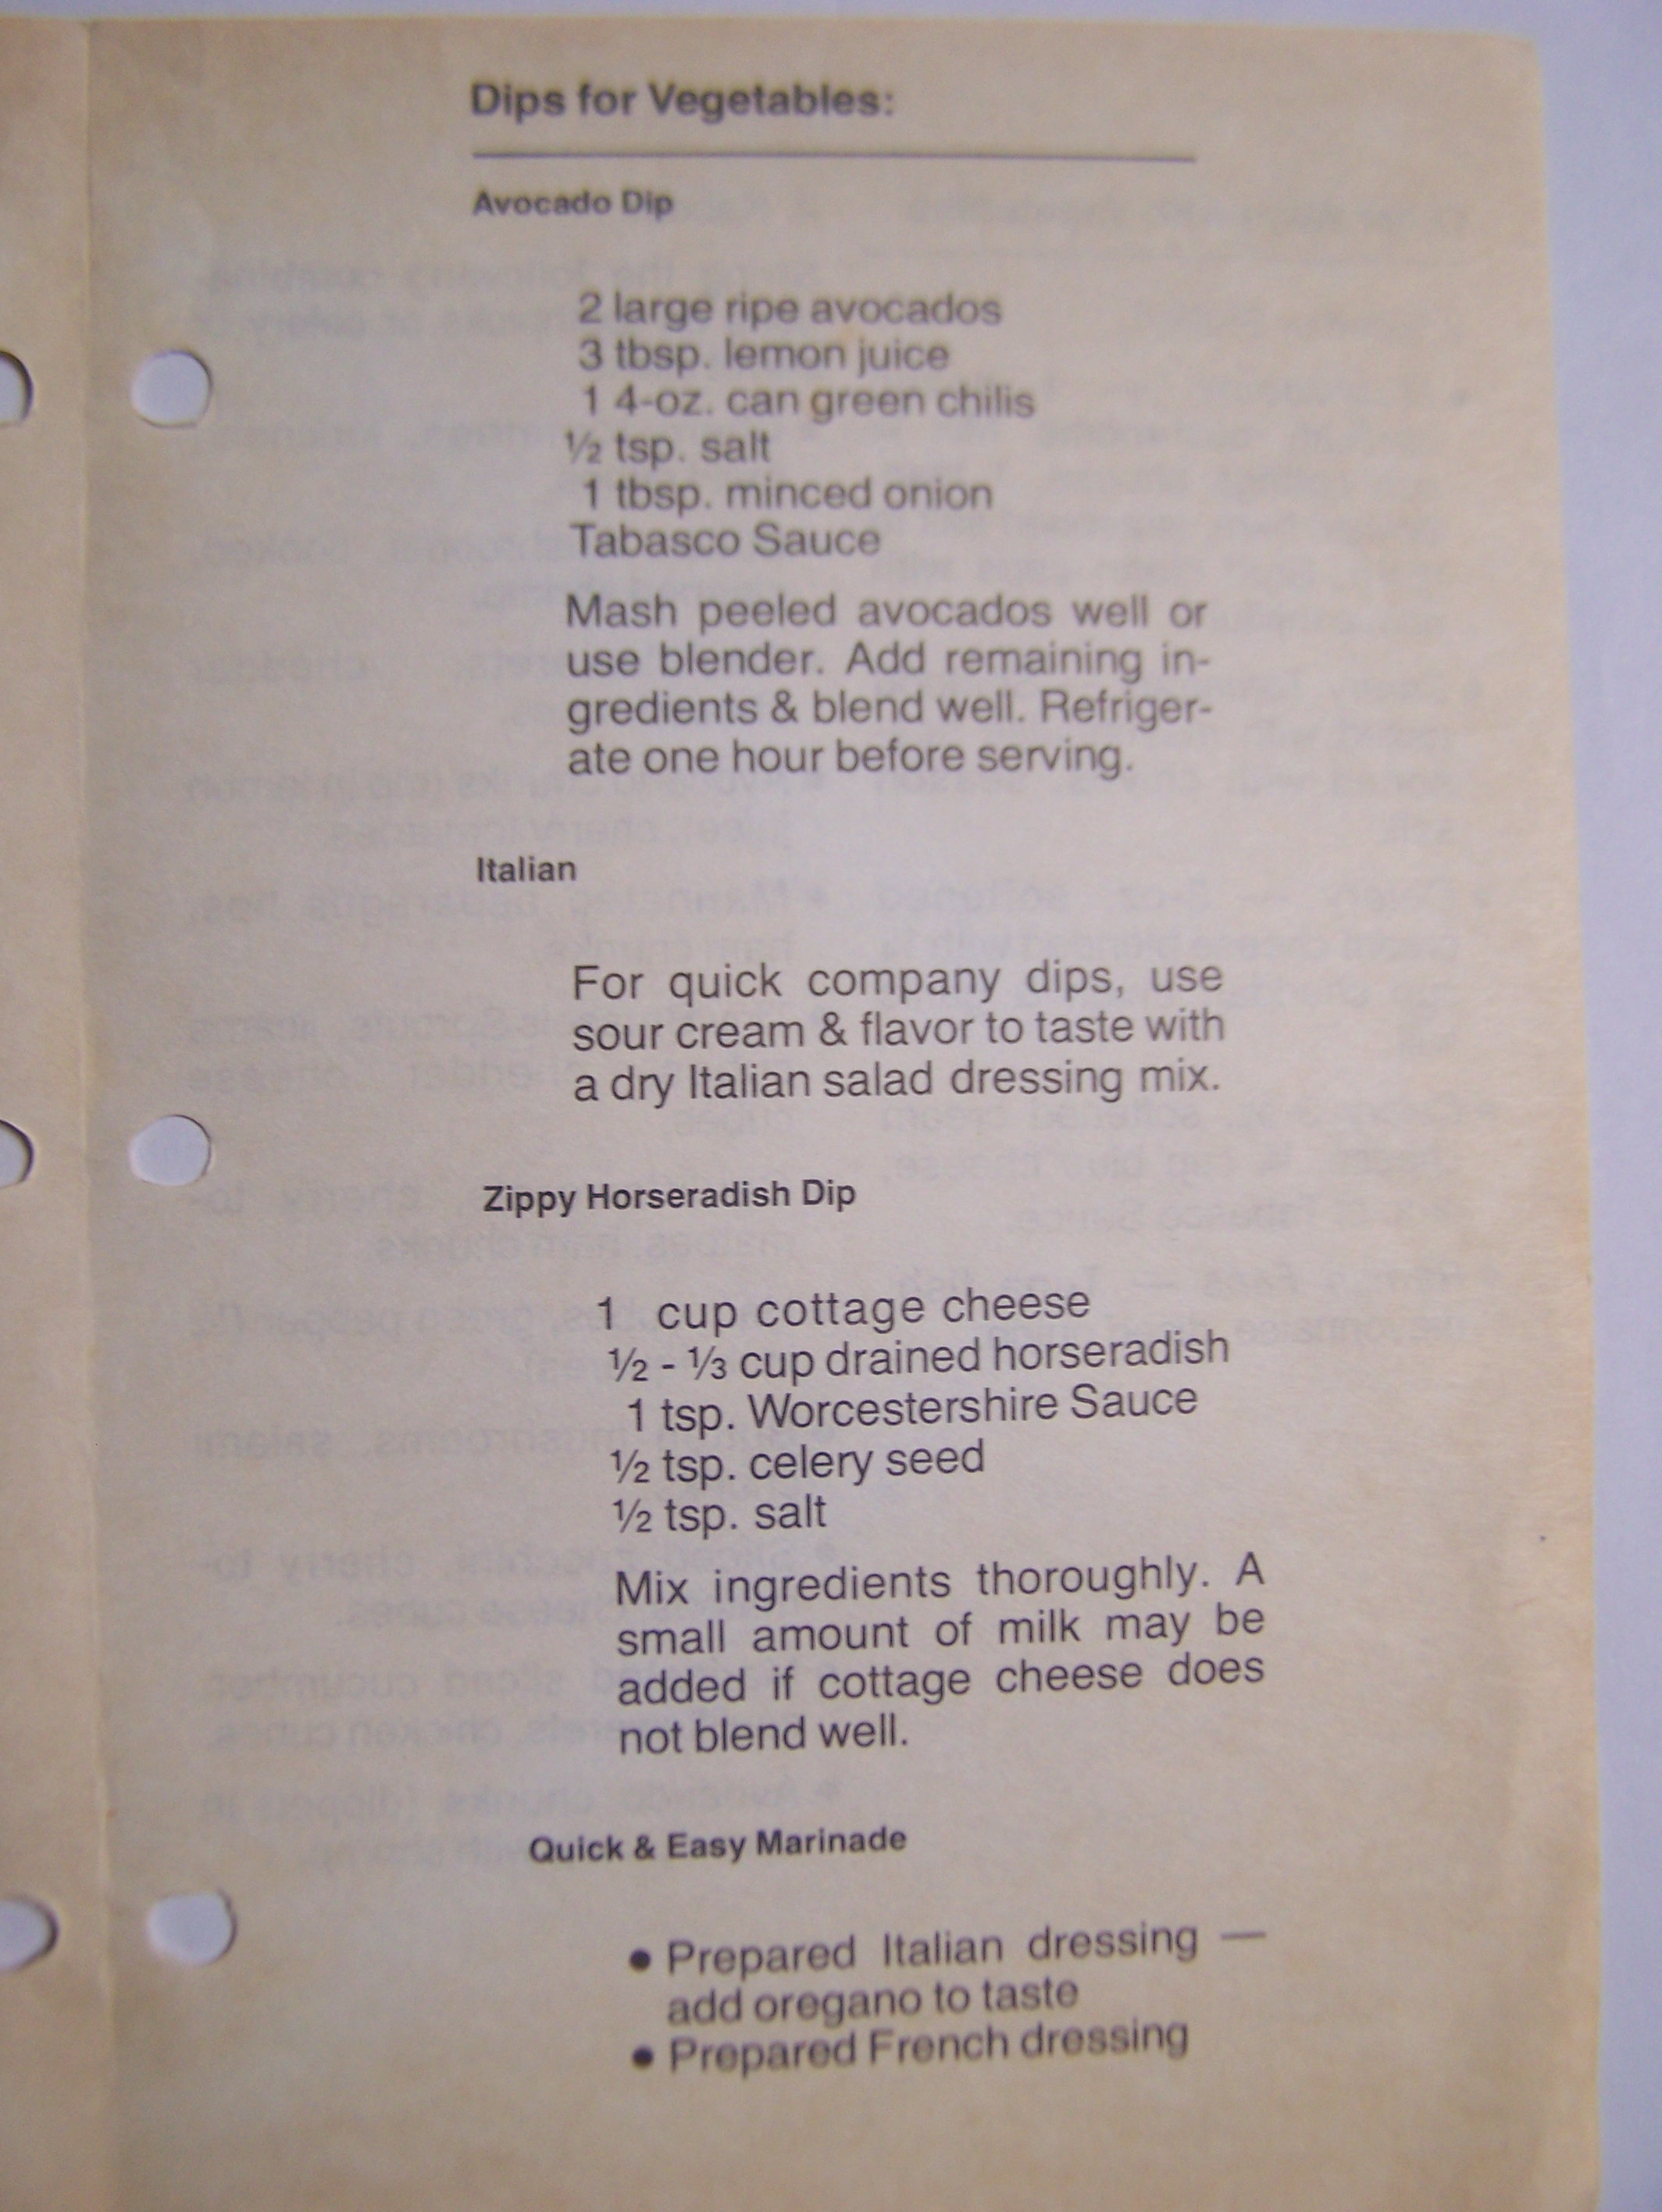 Dips for Vegetables:
Avocado Dip
2 large ripe avocados
3 tbsp. lemon juice
1 4-oz. can green chilis
½ tsp. salt
1 tbsp. minced onion
Tabasco Sauce
Mash peeled avocados well or
use blender. Add remaining in-
gredients & blend well. Refriger-
ate one hour before serving.
Italian
For quick company dips, use
sour cream & flavor to taste with
a dry Italian salad dressing mix.
Zippy Horseradish Dip
1 cup cottage cheese
½ - ⅓ cup drained horseradish
1 tsp. Worcestershire Sauce
½ tsp. celery seed
½ tsp. salt
Mix ingredients thoroughly. A
small amount of milk may be
added if cottage cheese does
not blend well.
Quick & Easy Marinade
• Prepared Italian dressing —
add oregano to taste
• Prepared French dressing